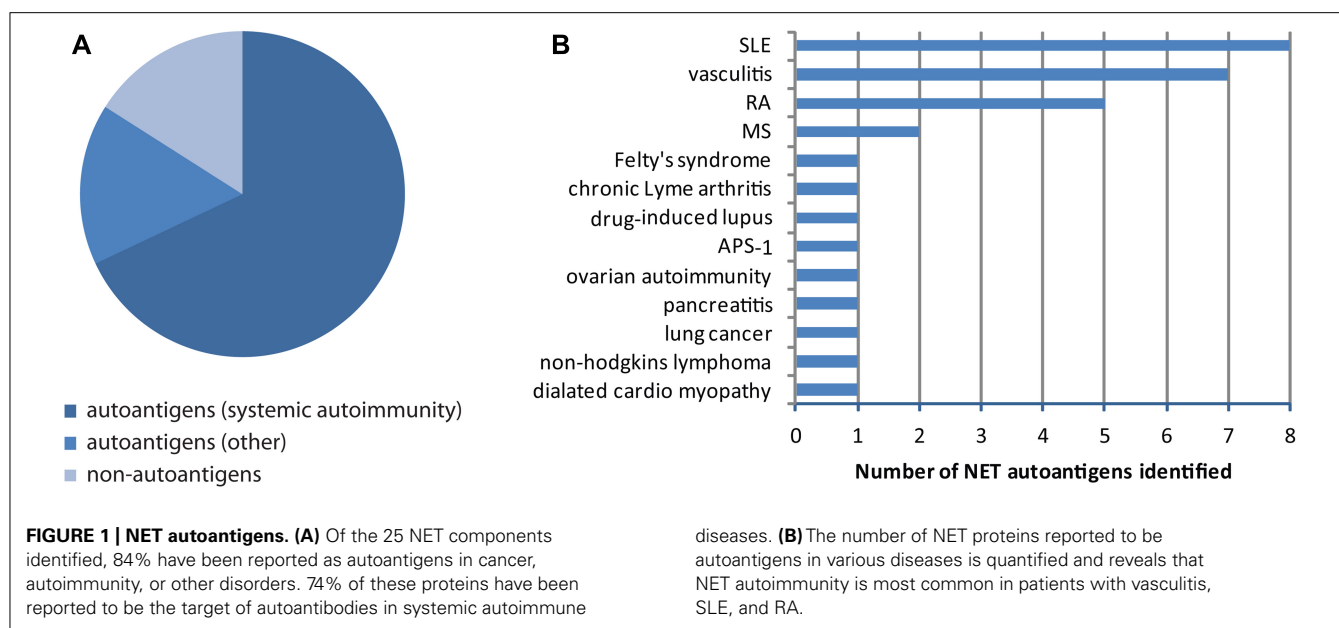 A
autoantigens (systemic autoimmunity)
autoantigens (other)
non-autoantigens
B
SLE
vasculitis
RA
MS
Felty's syndrome
chronic Lyme arthritis
drug-induced lupus
APS-1
ovarian autoimmunity
pancreatitis
lung cancer
non-hodgkins lymphoma
dialated cardio myopathy
0 1 2 3 4 5 6 7 8
Number of NET autoantigens identified
FIGURE 1 | NET autoantigens. (A) Of the 25 NET components
identified, 84% have been reported as autoantigens in cancer,
autoimmunity, or other disorders. 74% of these proteins have been
reported to be the target of autoantibodies in systemic autoimmune
diseases. (B) The number of NET proteins reported to be
autoantigens in various diseases is quantified and reveals that
NET autoimmunity is most common in patients with vasculitis,
SLE, and RA.